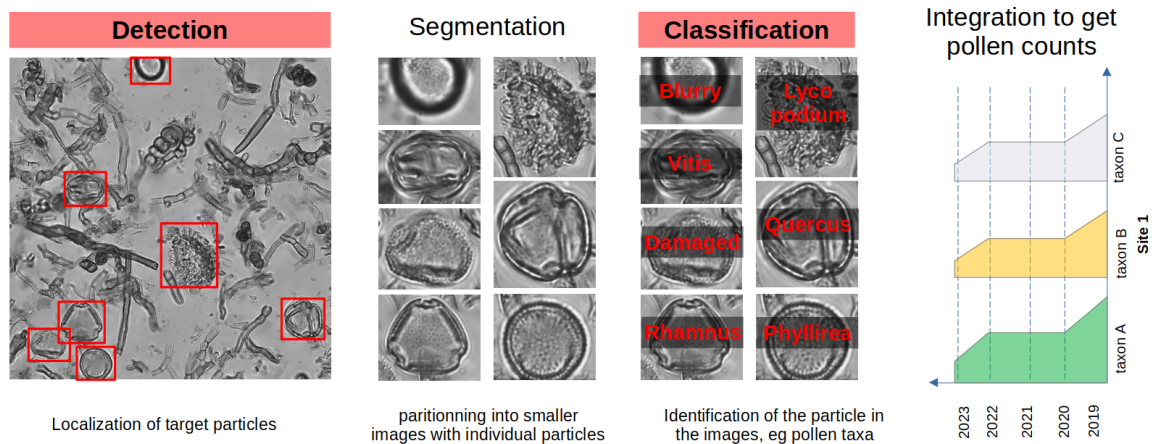 Detection
Segmentation
Classification
Integration to get
pollen counts
Blurry
Lyco
podium
Vitis
Damaged
Quercus
Rhamnus
Phyllirea
taxon C
taxon B
taxon A
Site 1
2023
2022
2021
2020
2019
Localization of target particles
paritionning into smaller
images with individual particles
Identification of the particle in
the images, eg pollen taxa